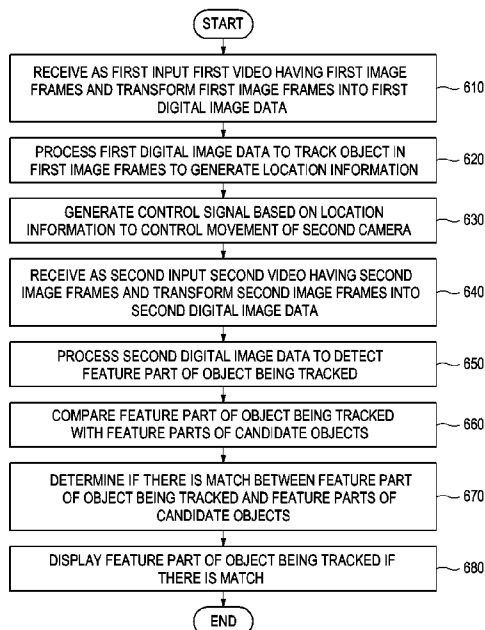 START
RECEIVE AS FIRST INPUT FIRST VIDEO HAVING FIRST IMAGE
FRAMES AND TRANSFORM FIRST IMAGE FRAMES INTO FIRST
DIGITAL IMAGE DATA
610
PROCESS FIRST DIGITAL IMAGE DATA TO TRACK OBJECT IN
FIRST IMAGE FRAMES TO GENERATE LOCATION INFORMATION
620
GENERATE CONTROL SIGNAL BASED ON LOCATION
INFORMATION TO CONTROL MOVEMENT OF SECOND CAMERA
630
RECEIVE AS SECOND INPUT SECOND VIDEO HAVING SECOND
IMAGE FRAMES AND TRANSFORM SECOND IMAGE FRAMES INTO
SECOND DIGITAL IMAGE DATA
640
PROCESS SECOND DIGITAL IMAGE DATA TO DETECT
FEATURE PART OF OBJECT BEING TRACKED
650
COMPARE FEATURE PART OF OBJECT BEING TRACKED
WITH FEATURE PARTS OF CANDIDATE OBJECTS
660
DETERMINE IF THERE IS MATCH BETWEEN FEATURE PART
OF OBJECT BEING TRACKED AND FEATURE PARTS OF
CANDIDATE OBJECTS
670
DISPLAY FEATURE PART OF OBJECT BEING TRACKED IF
THERE IS MATCH
680
END